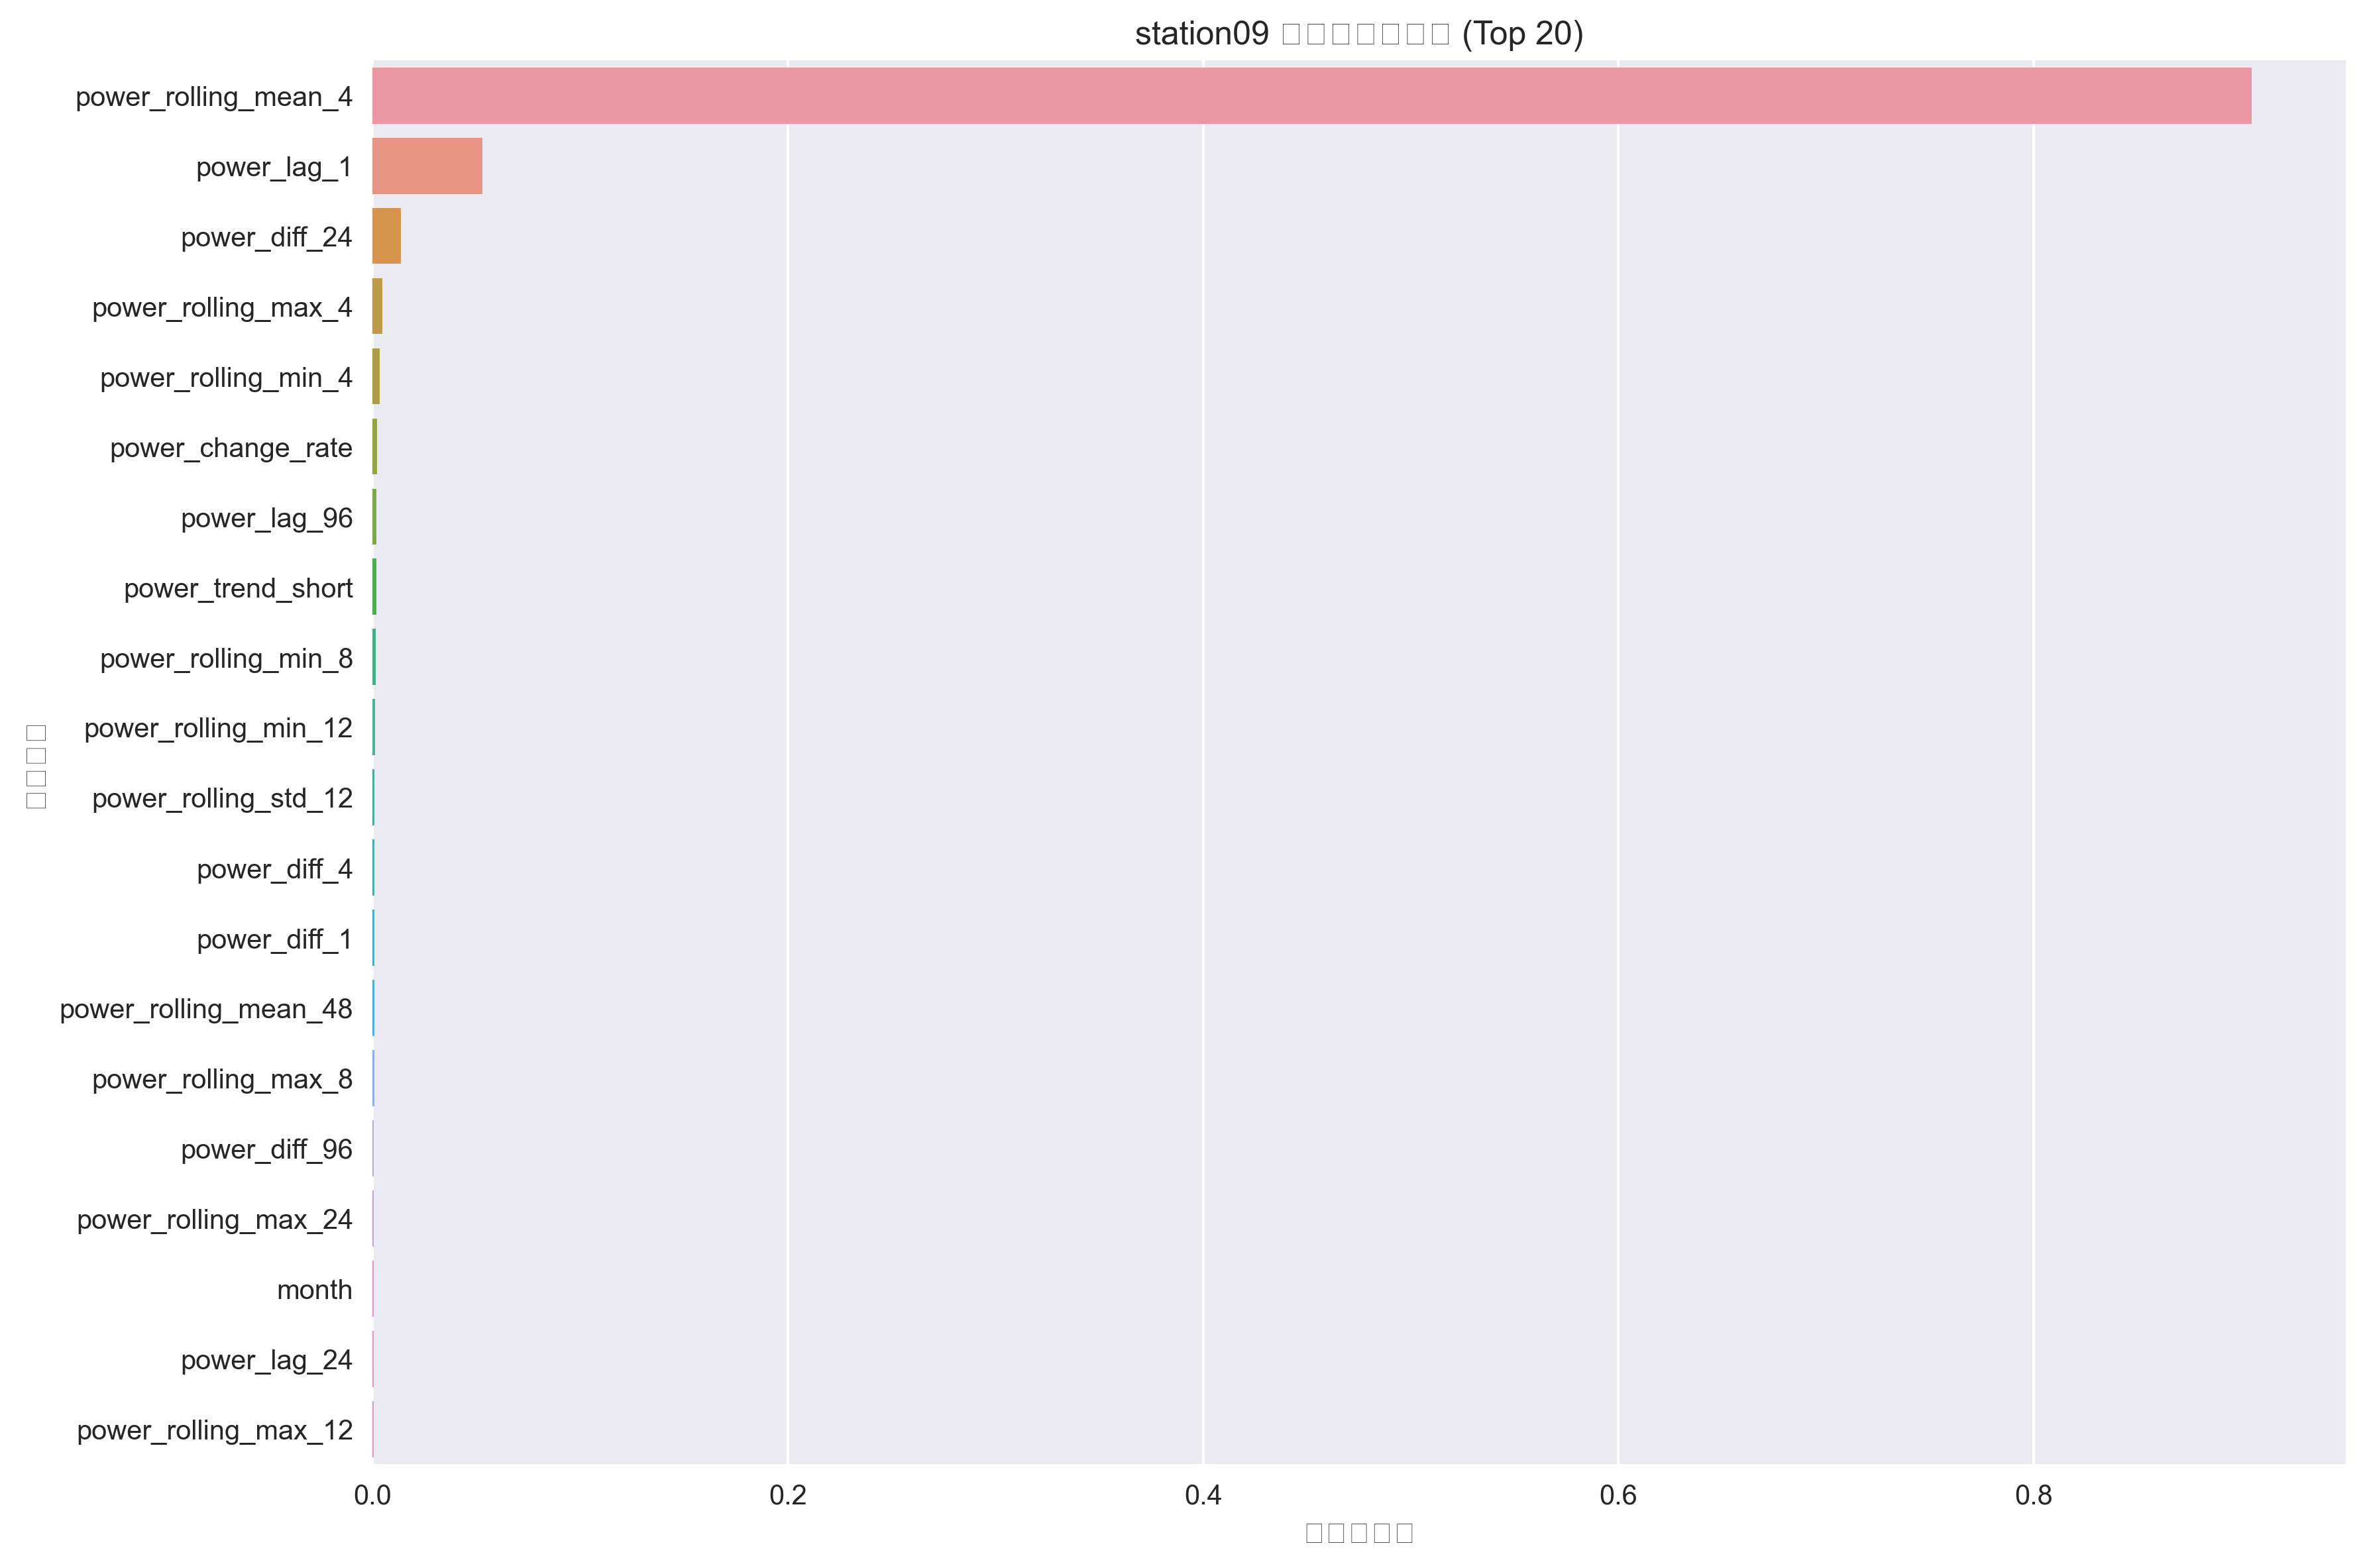 station09 □□□□□□□ (Top 20)
power_rolling_mean_4
power_lag_1
power_diff_24
power_rolling_max_4
power_rolling_min_4
power_change_rate
power_lag_96
power_trend_short
power_rolling_min_8
power_rolling_min_12
power_rolling_std_12
power_diff_4
power_diff_1
power_rolling_mean_48
power_rolling_max_8
power_diff_96
power_rolling_max_24
month
power_lag_24
power_rolling_max_12
□□□□
0.0 0.2 0.4 0.6 0.8
□□□□□